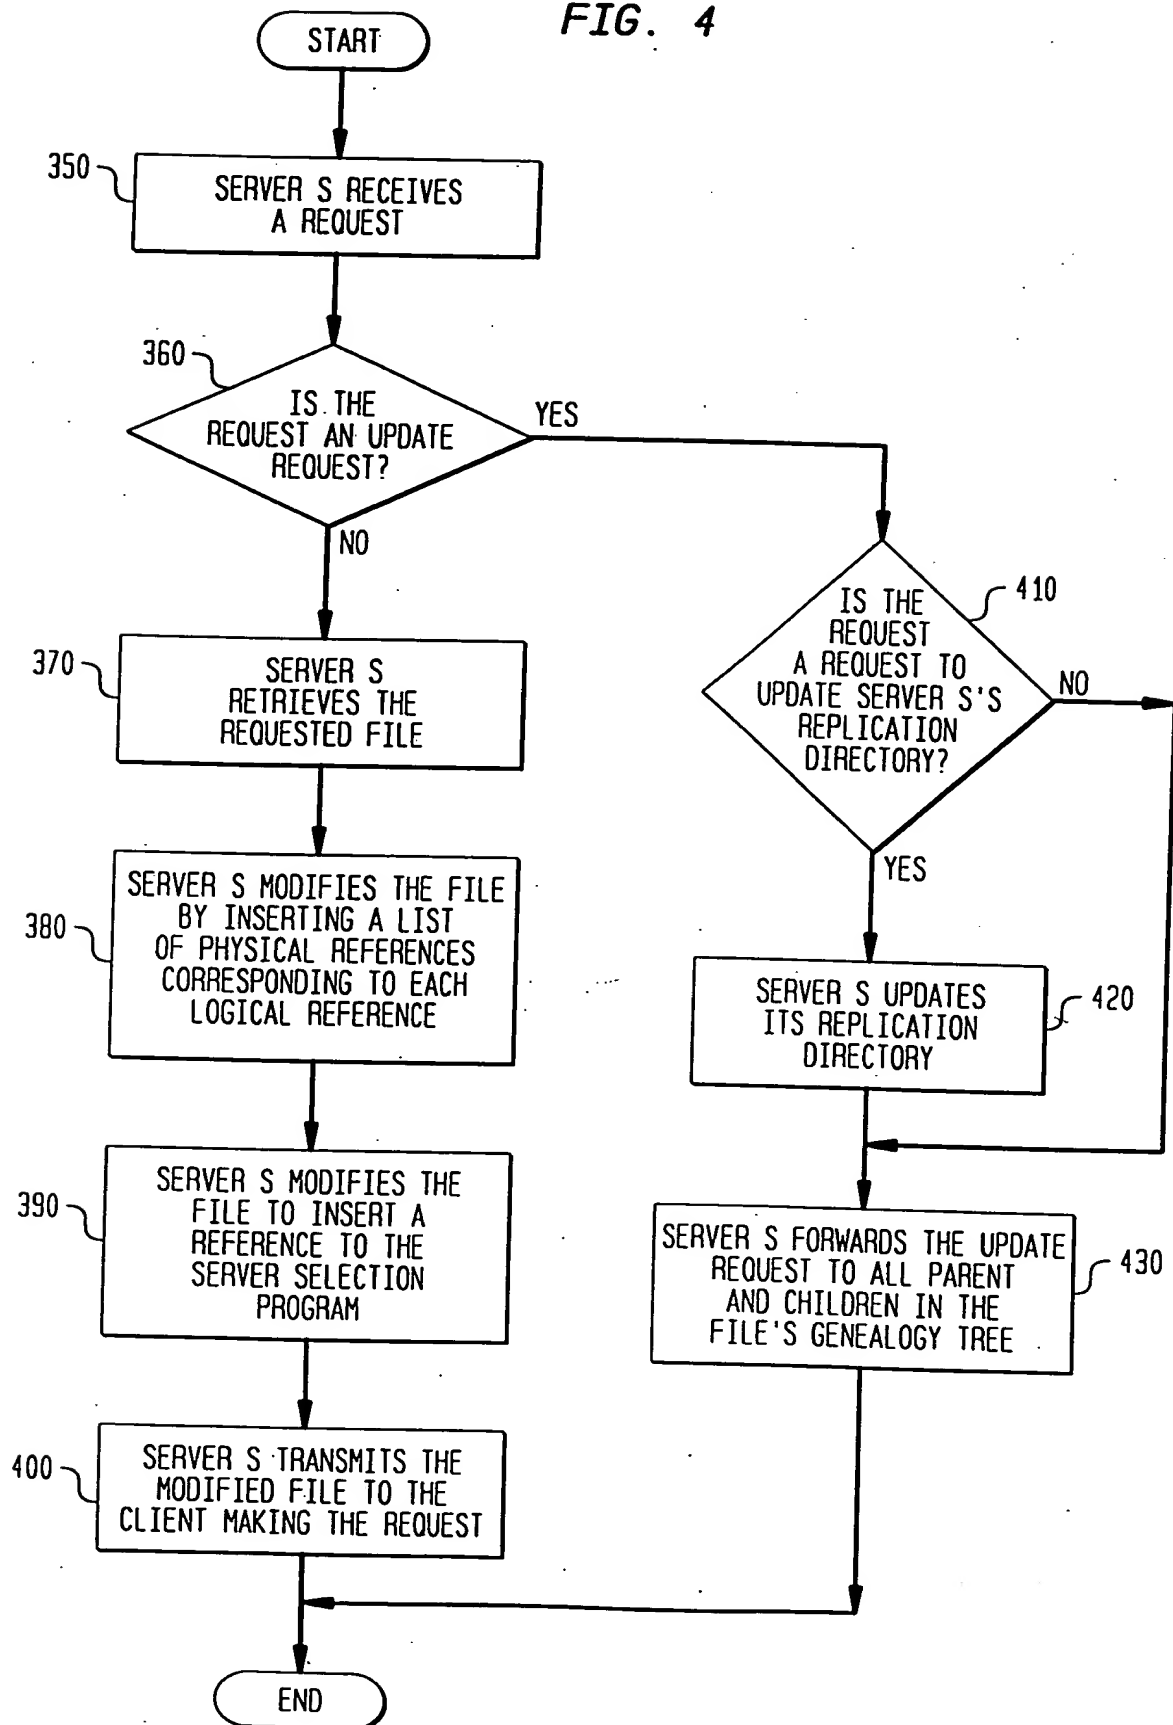 FIG. 4
START
350
SERVER S RECEIVES
A REQUEST
360
IS THE
REQUEST AN UPDATE
REQUEST?
YES
NO
370
SERVER S
RETRIEVES THE
REQUESTED FILE
380
SERVER S MODIFIES THE FILE
BY INSERTING A LIST
OF PHYSICAL REFERENCES
CORRESPONDING TO EACH
LOGICAL REFERENCE
390
SERVER S MODIFIES THE
FILE TO INSERT A
REFERENCE TO THE
SERVER SELECTION
PROGRAM
400
SERVER S TRANSMITS THE
MODIFIED FILE TO THE
CLIENT MAKING THE REQUEST
410
IS THE
REQUEST
A REQUEST TO
UPDATE SERVER S'S
REPLICATION
DIRECTORY?
NO
YES
SERVER S UPDATES
ITS REPLICATION
DIRECTORY
420
SERVER S FORWARDS THE UPDATE
REQUEST TO ALL PARENT
AND CHILDREN IN THE
FILE'S GENEALOGY TREE
430
END